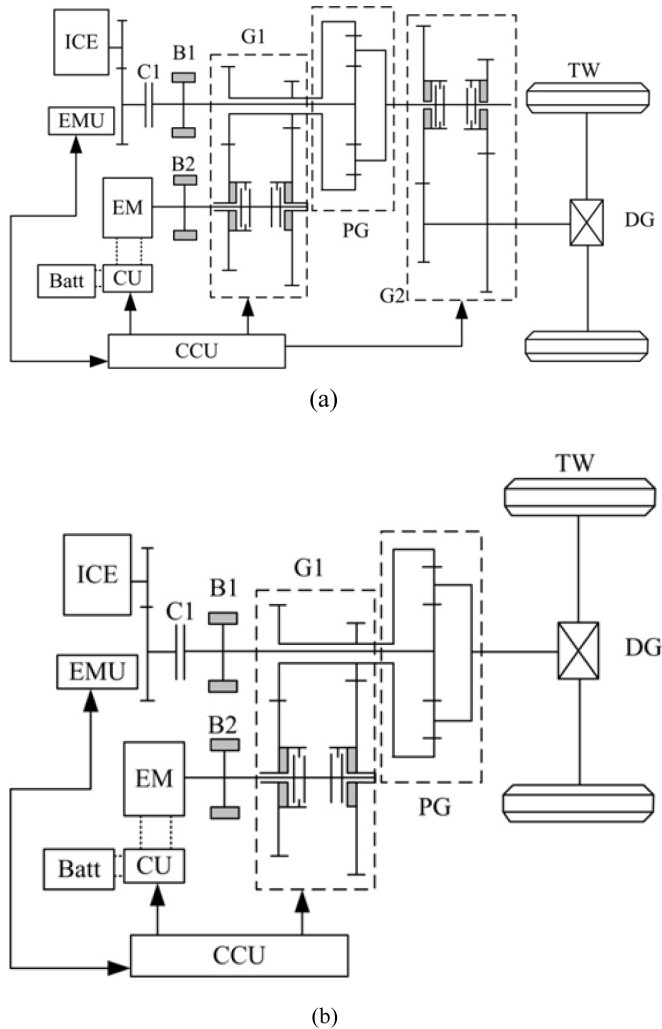 ICE
B1
G1
C1
TW
EMU
B2
EM
PG
DG
Batt
CU
G2
CCU
(a)
TW
ICE
B1
G1
C1
DG
EMU
B2
EM
PG
Batt
CU
CCU
(b)